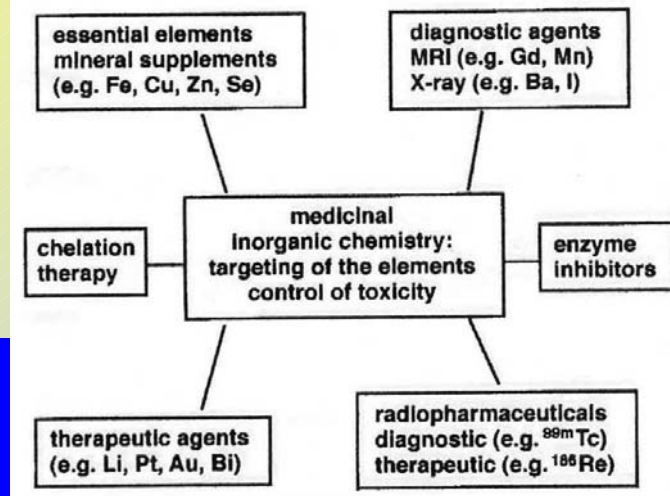 essential elements
mineral supplements
(e.g. Fe, Cu, Zn, Se)
diagnostic agents
MRI (e.g. Gd, Mn)
X-ray (e.g. Ba, I)
chelation
therapy
medicinal
inorganic chemistry:
targeting of the elements
control of toxicity
enzyme
inhibitors
therapeutic agents
(e.g. Li, Pt, Au, Bi)
radiopharmaceuticals
diagnostic (e.g. ⁹⁹ᵐTc)
therapeutic (e.g. ¹⁸⁶Re)